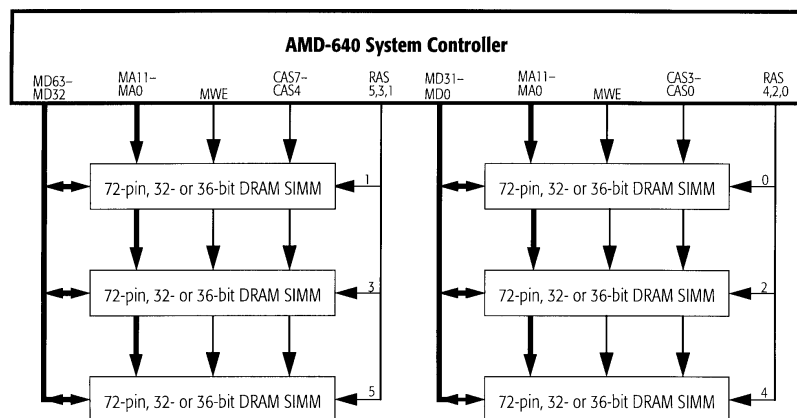 AMD-640 System Controller
MD63– MA11– CAS7– RAS MD31– MA11– CAS3– RAS
MD32 MA0 MWE CAS4 5,3,1 MD0 MA0 MWE CAS0 4,2,0
72-pin, 32- or 36-bit DRAM SIMM 1 72-pin, 32- or 36-bit DRAM SIMM 0
72-pin, 32- or 36-bit DRAM SIMM 3 72-pin, 32- or 36-bit DRAM SIMM 2
72-pin, 32- or 36-bit DRAM SIMM 5 72-pin, 32- or 36-bit DRAM SIMM 4